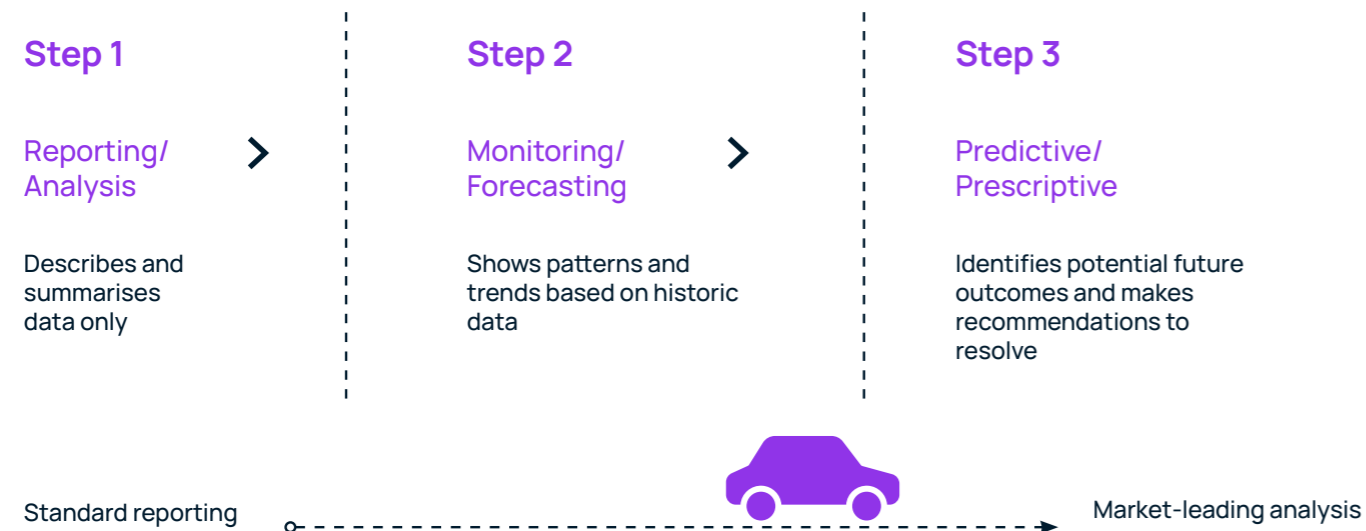 Step 1
Reporting/
Analysis
Describes and
summarises
data only
Step 2
Monitoring/
Forecasting
Shows patterns and
trends based on historic
data
Step 3
Predictive/
Prescriptive
Identifies potential future
outcomes and makes
recommendations to
resolve
Standard reporting
Market-leading analysis